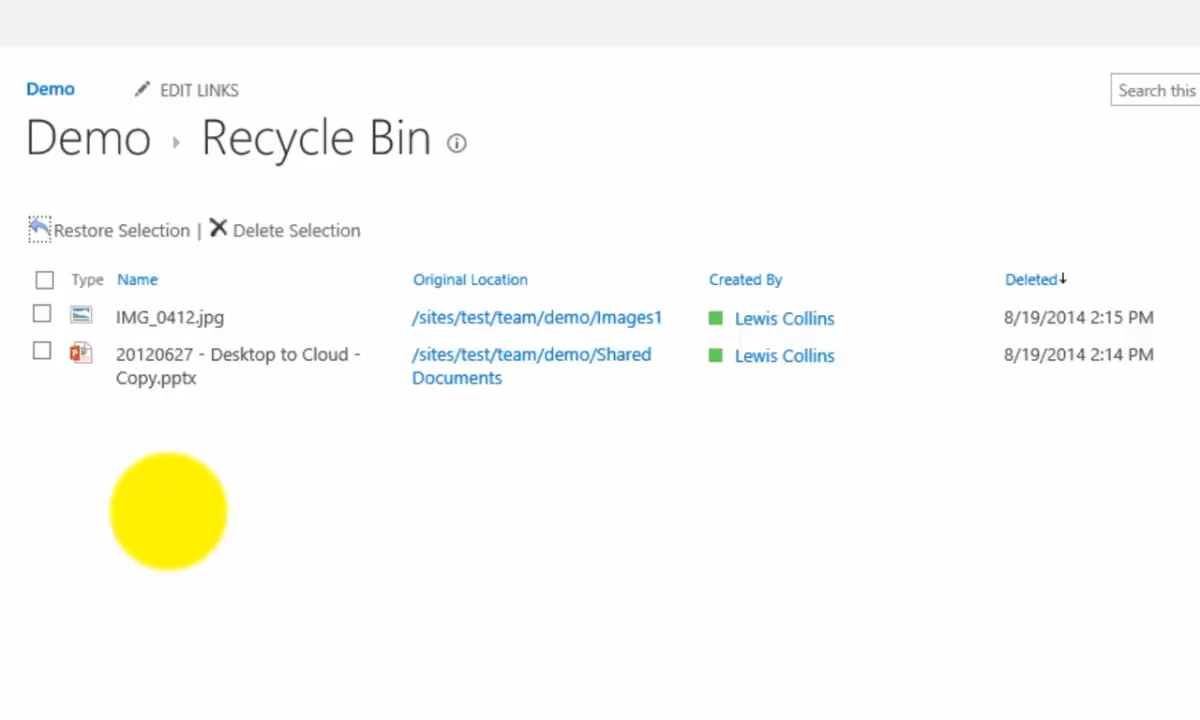 Demo EDIT LINKS Search this
Demo Recycle Bin
Restore Selection | Delete Selection
Type Name Original Location Created By Deleted
IMG_0412.jpg /sites/test/team/demo/Images1 Lewis Collins 8/19/2014 2:15 PM
20120627 - Desktop to Cloud - /sites/test/team/demo/Shared Lewis Collins 8/19/2014 2:14 PM
Copy.pptx Documents